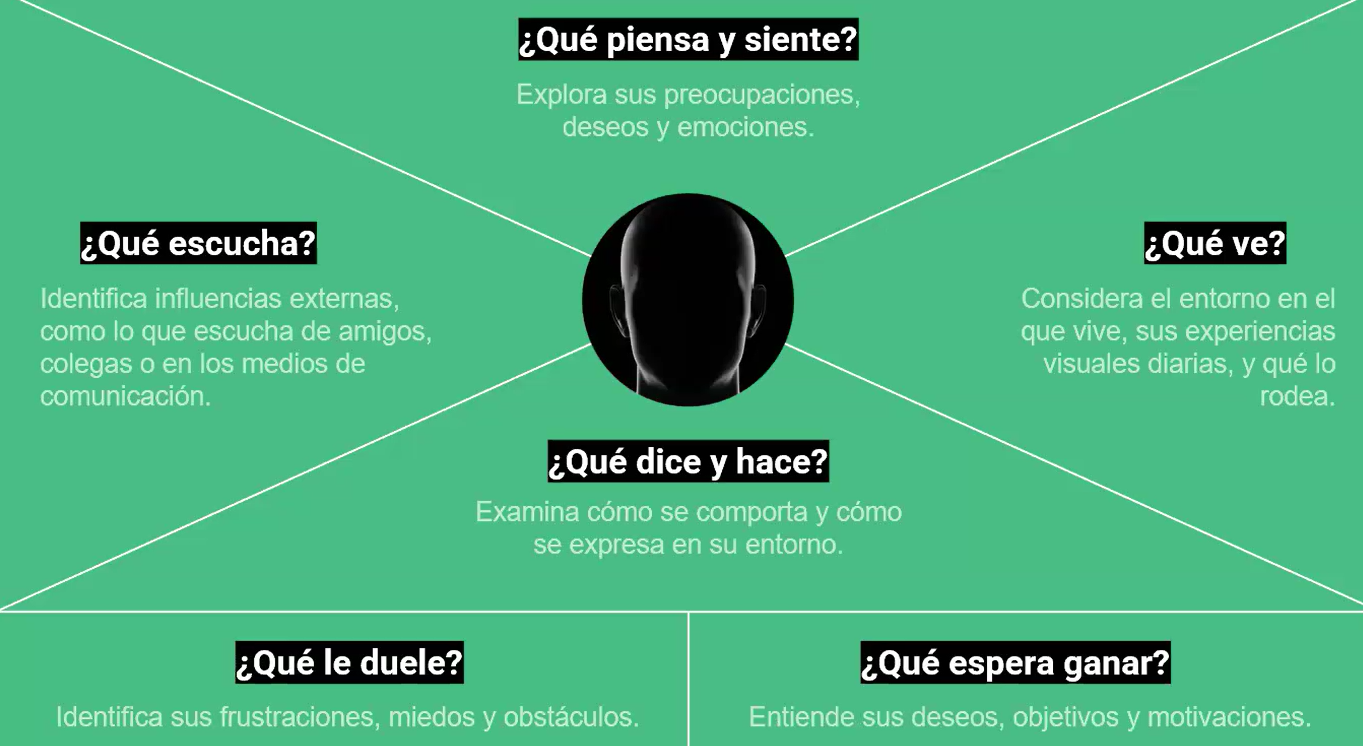 ¿Qué piensa y siente?
Explora sus preocupaciones,
deseos y emociones.
¿Qué escucha?
Identifica influencias externas,
como lo que escucha de amigos,
colegas o en los medios de
comunicación.
¿Qué ve?
Considera el entorno en el
que vive, sus experiencias
visuales diarias, y qué lo
rodea.
¿Qué dice y hace?
Examina cómo se comporta y cómo
se expresa en su entorno.
¿Qué le duele?
Identifica sus frustraciones, miedos y obstáculos.
¿Qué espera ganar?
Entiende sus deseos, objetivos y motivaciones.